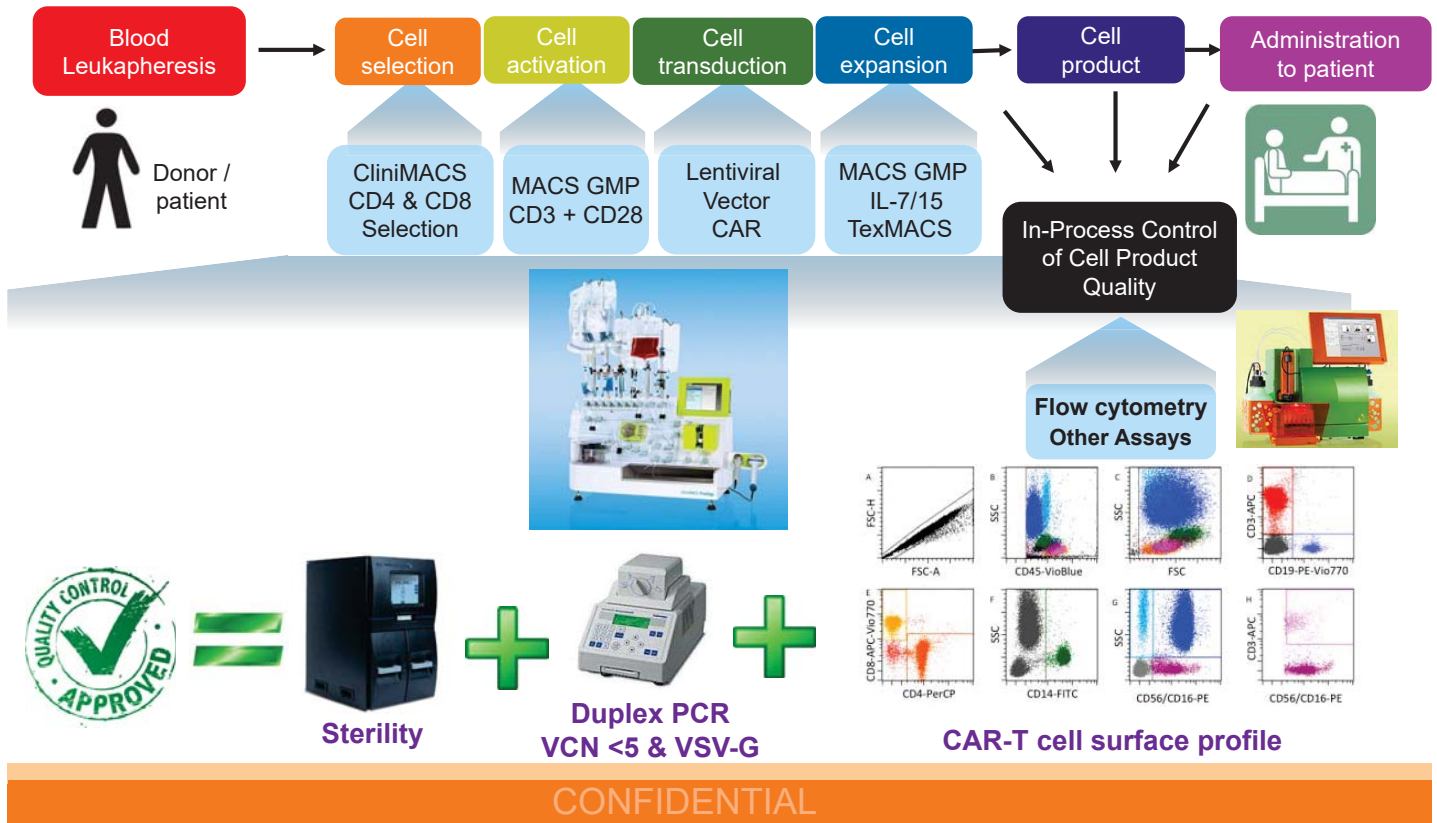 Blood
Leukapheresis
Cell
selection
Cell
activation
Cell
transduction
Cell
expansion
Cell
product
Administration
to patient
Donor /
patient
CliniMACS
CD4 & CD8
Selection
MACS GMP
CD3 + CD28
Lentiviral
Vector
CAR
MACS GMP
IL-7/15
TexMACS
In-Process Control
of Cell Product
Quality
Flow cytometry
Other Assays
A
FSC-H
FSC-A
B
SSC
CD45-VioBlue
C
SSC
FSC
D
CD3-APC
CD19-PE-Vio770
E
CD8-APC-Vio770
CD4-PerCP
F
SSC
CD14-FITC
G
SSC
CD56/CD16-PE
H
CD3-APC
CD56/CD16-PE
QUALITY CONTROL
APPROVED
Sterility
Duplex PCR
VCN <5 & VSV-G
CAR-T cell surface profile
CONFIDENTIAL